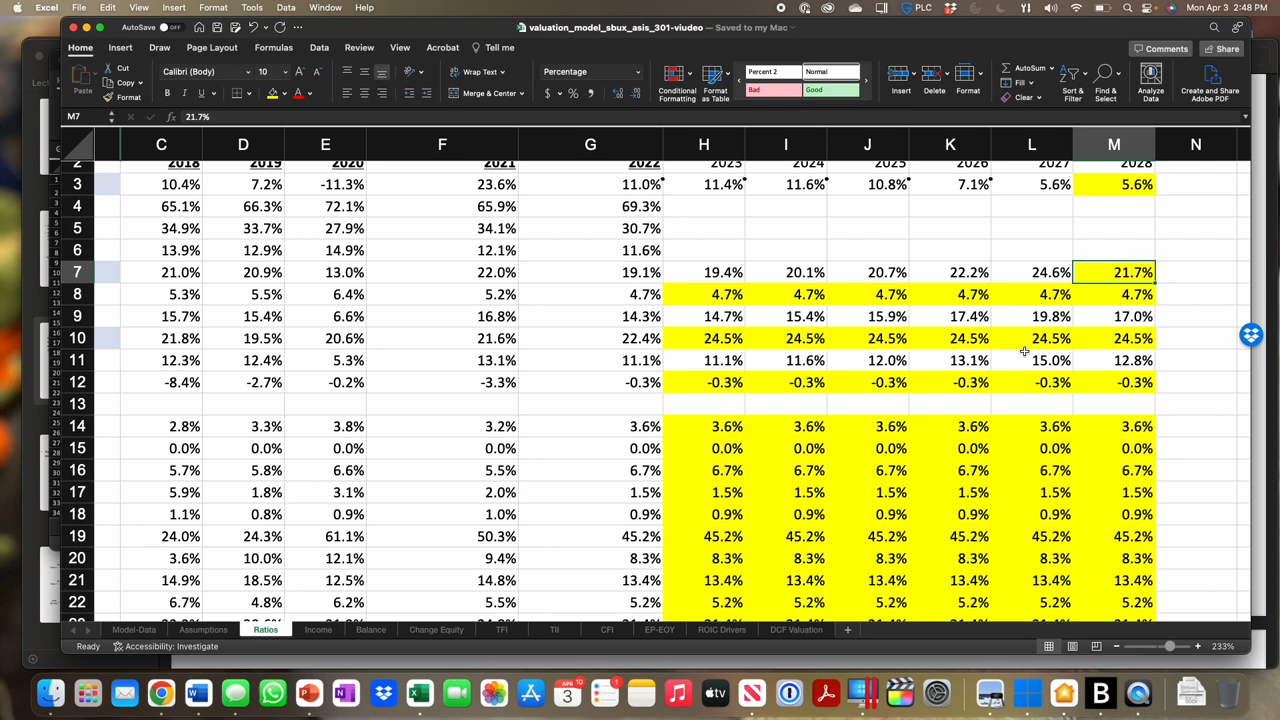 Excel File Edit View Insert Format Tools Data Window Help PLC Mon Apr 3 2:48 PM
AutoSave OFF valuation_model_sbux_asis_301-viudeo — Saved to my Mac
Home Insert Draw Page Layout Formulas Data Review View Acrobat Tell me Comments Share
Paste Cut Copy Format Calibri (Body) 10 Wrap Text Merge & Center Percentage Conditional Formatting Format as Table Percent 2 Normal Bad Good Insert Delete Format AutoSum Fill Clear Sort & Filter Find & Select Analyze Data Create and Share Adobe PDF
M7 fx 21.7%
C D E F G H I J K L M N
2 2018 2019 2020 2021 2022 2023 2024 2025 2026 2027 2028
3 10.4% 7.2% -11.3% 23.6% 11.0% 11.4% 11.6% 10.8% 7.1% 5.6% 5.6%
4 65.1% 66.3% 72.1% 65.9% 69.3%
5 34.9% 33.7% 27.9% 34.1% 30.7%
6 13.9% 12.9% 14.9% 12.1% 11.6%
7 21.0% 20.9% 13.0% 22.0% 19.1% 19.4% 20.1% 20.7% 22.2% 24.6% 21.7%
8 5.3% 5.5% 6.4% 5.2% 4.7% 4.7% 4.7% 4.7% 4.7% 4.7% 4.7%
9 15.7% 15.4% 6.6% 16.8% 14.3% 14.7% 15.4% 15.9% 17.4% 19.8% 17.0%
10 21.8% 19.5% 20.6% 21.6% 22.4% 24.5% 24.5% 24.5% 24.5% 24.5% 24.5%
11 12.3% 12.4% 5.3% 13.1% 11.1% 11.1% 11.6% 12.0% 13.1% 15.0% 12.8%
12 -8.4% -2.7% -0.2% -3.3% -0.3% -0.3% -0.3% -0.3% -0.3% -0.3% -0.3%
13
14 2.8% 3.3% 3.8% 3.2% 3.6% 3.6% 3.6% 3.6% 3.6% 3.6% 3.6%
15 0.0% 0.0% 0.0% 0.0% 0.0% 0.0% 0.0% 0.0% 0.0% 0.0% 0.0%
16 5.7% 5.8% 6.6% 5.5% 6.7% 6.7% 6.7% 6.7% 6.7% 6.7% 6.7%
17 5.9% 1.8% 3.1% 2.0% 1.5% 1.5% 1.5% 1.5% 1.5% 1.5% 1.5%
18 1.1% 0.8% 0.9% 1.0% 0.9% 0.9% 0.9% 0.9% 0.9% 0.9% 0.9%
19 24.0% 24.3% 61.1% 50.3% 45.2% 45.2% 45.2% 45.2% 45.2% 45.2% 45.2%
20 3.6% 10.0% 12.1% 9.4% 8.3% 8.3% 8.3% 8.3% 8.3% 8.3% 8.3%
21 14.9% 18.5% 12.5% 14.8% 13.4% 13.4% 13.4% 13.4% 13.4% 13.4% 13.4%
22 6.7% 4.8% 6.2% 5.5% 5.2% 5.2% 5.2% 5.2% 5.2% 5.2% 5.2%
Model-Data Assumptions Ratios Income Balance Change Equity TFI TII CFI EP-EOY ROIC Drivers DCF Valuation
Ready Accessibility: Investigate 233%